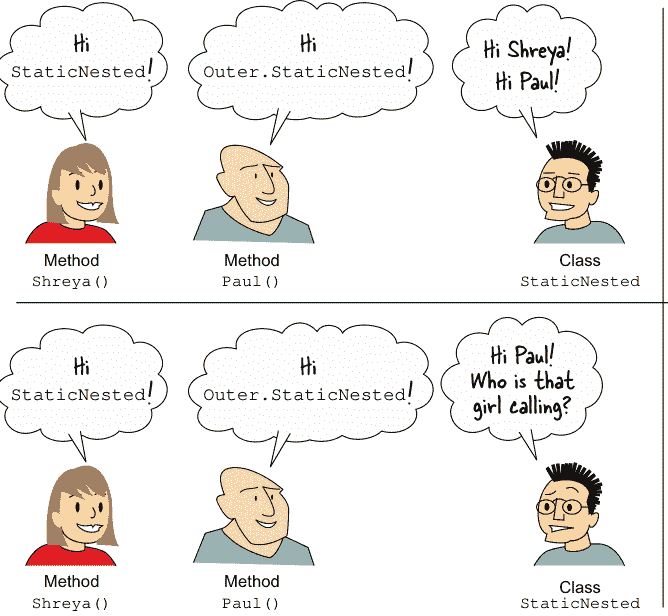 Hi
StaticNested!
Hi
Outer.StaticNested!
Hi Shreya!
Hi Paul!
Method
Shreya()
Method
Paul()
Class
StaticNested
Hi
StaticNested!
Hi
Outer.StaticNested!
Hi Paul!
Who is that
girl calling?
Method
Shreya()
Method
Paul()
Class
StaticNested